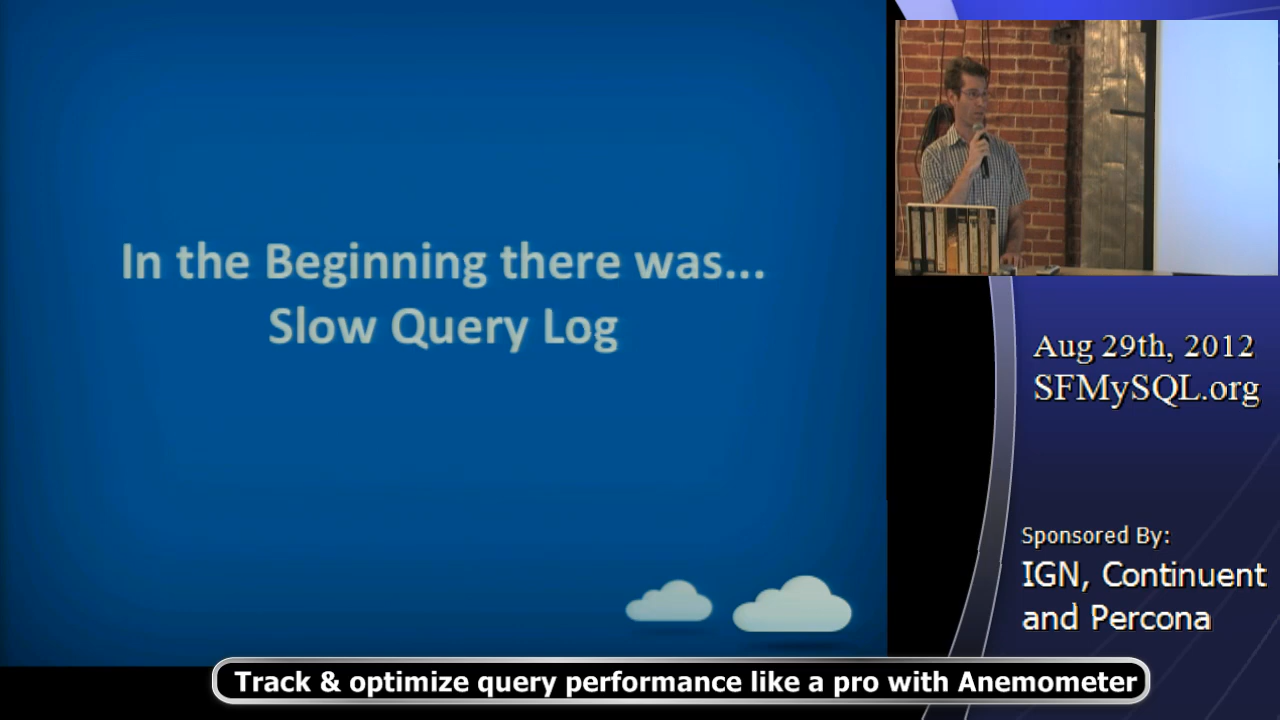 In the Beginning there was...
Slow Query Log
Aug 29th, 2012
SFMySQL.org
Sponsored By:
IGN, Continuent
and Percona
Track & optimize query performance like a pro with Anemometer